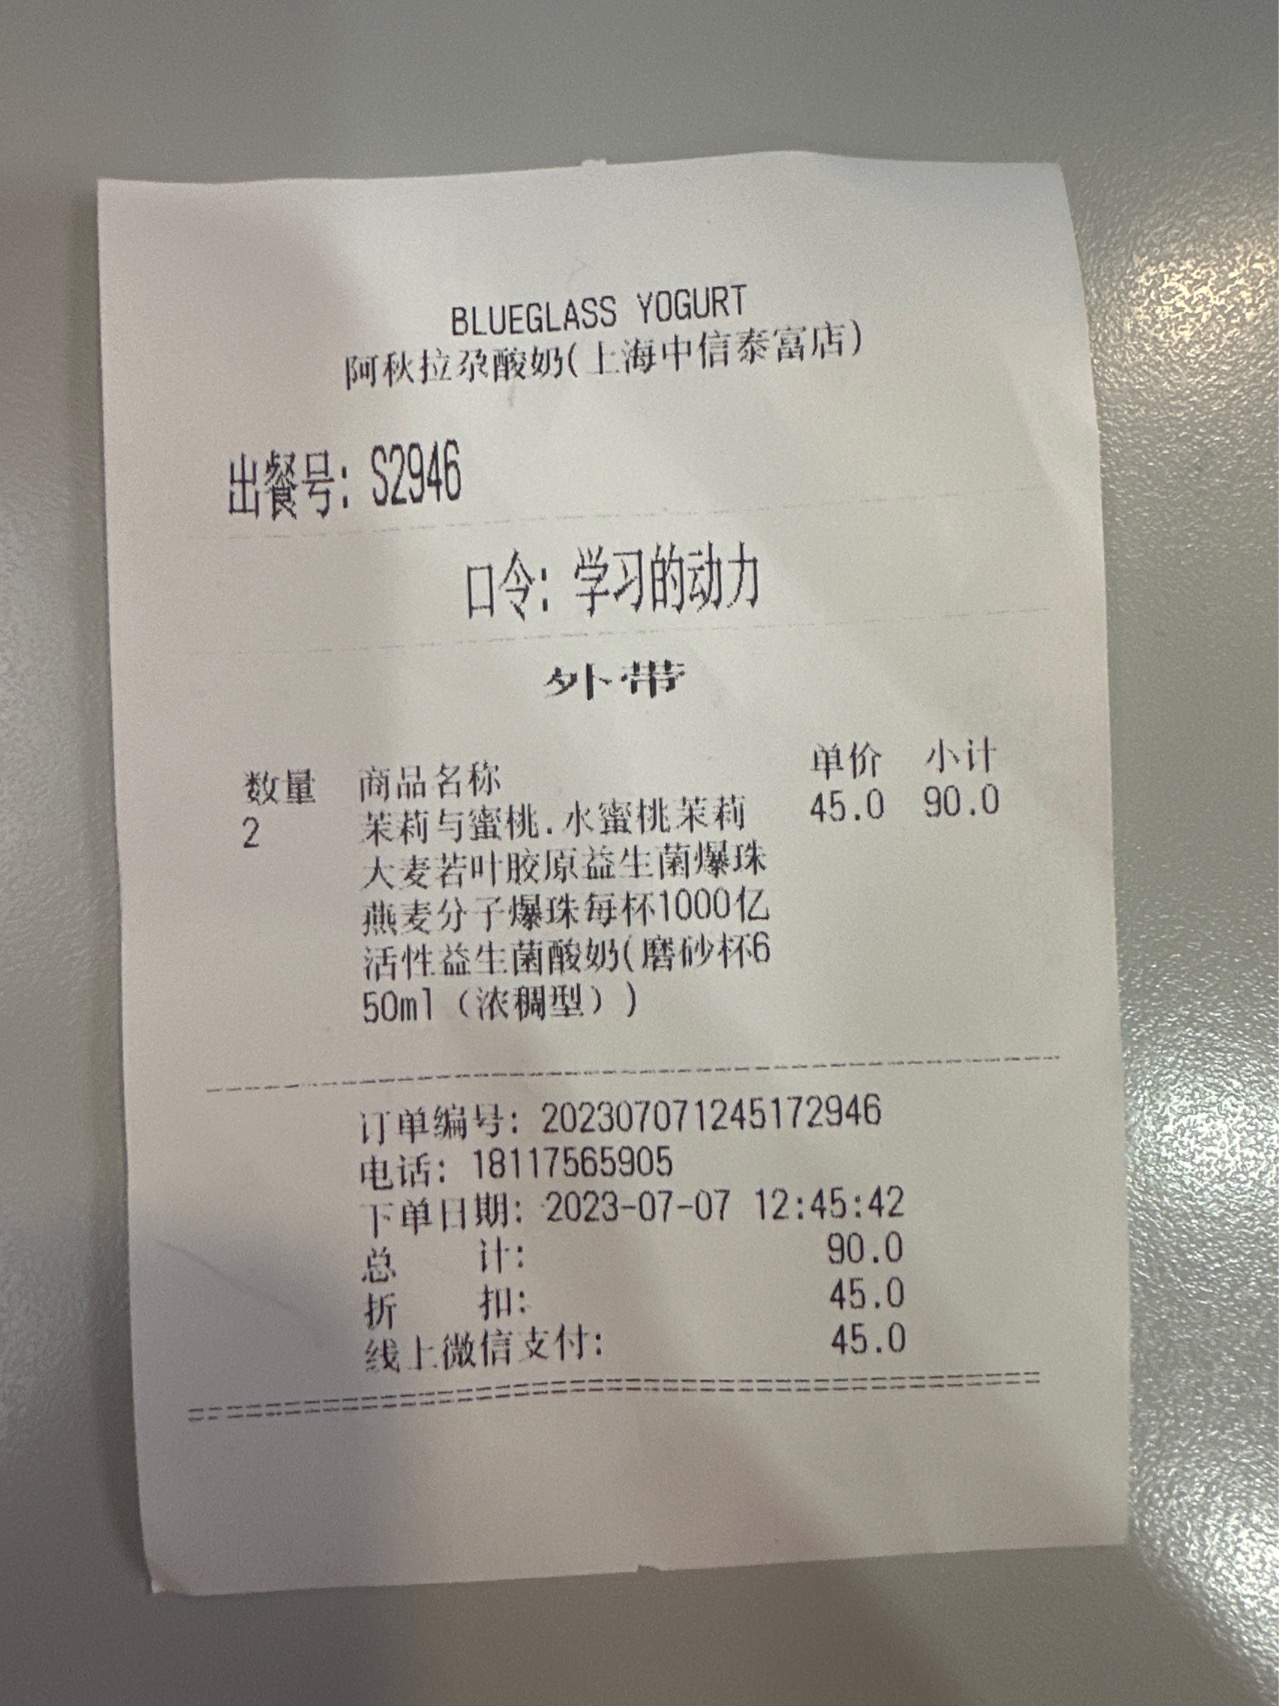 BLUEGLASS YOGURT
阿秋拉尕酸奶(上海中信泰富店)
出餐号: S2946
口令: 学习的动力
外带
数量 商品名称 单价 小计
2 茉莉与蜜桃.水蜜桃茉莉 45.0 90.0
大麦若叶胶原益生菌爆珠
燕麦分子爆珠每杯1000亿
活性益生菌酸奶(磨砂杯6
50ml（浓稠型）)
订单编号: 202307071245172946
电话: 18117565905
下单日期: 2023-07-07 12:45:42
总 计: 90.0
折 扣: 45.0
线上微信支付: 45.0